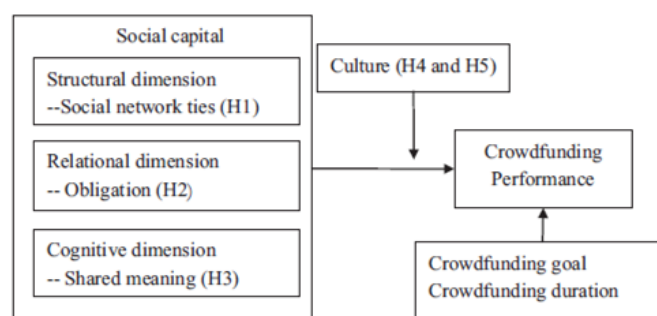 Social capital
Structural dimension
--Social network ties (H1)
Relational dimension
-- Obligation (H2)
Cognitive dimension
-- Shared meaning (H3)
Culture (H4 and H5)
Crowdfunding
Performance
Crowdfunding goal
Crowdfunding duration